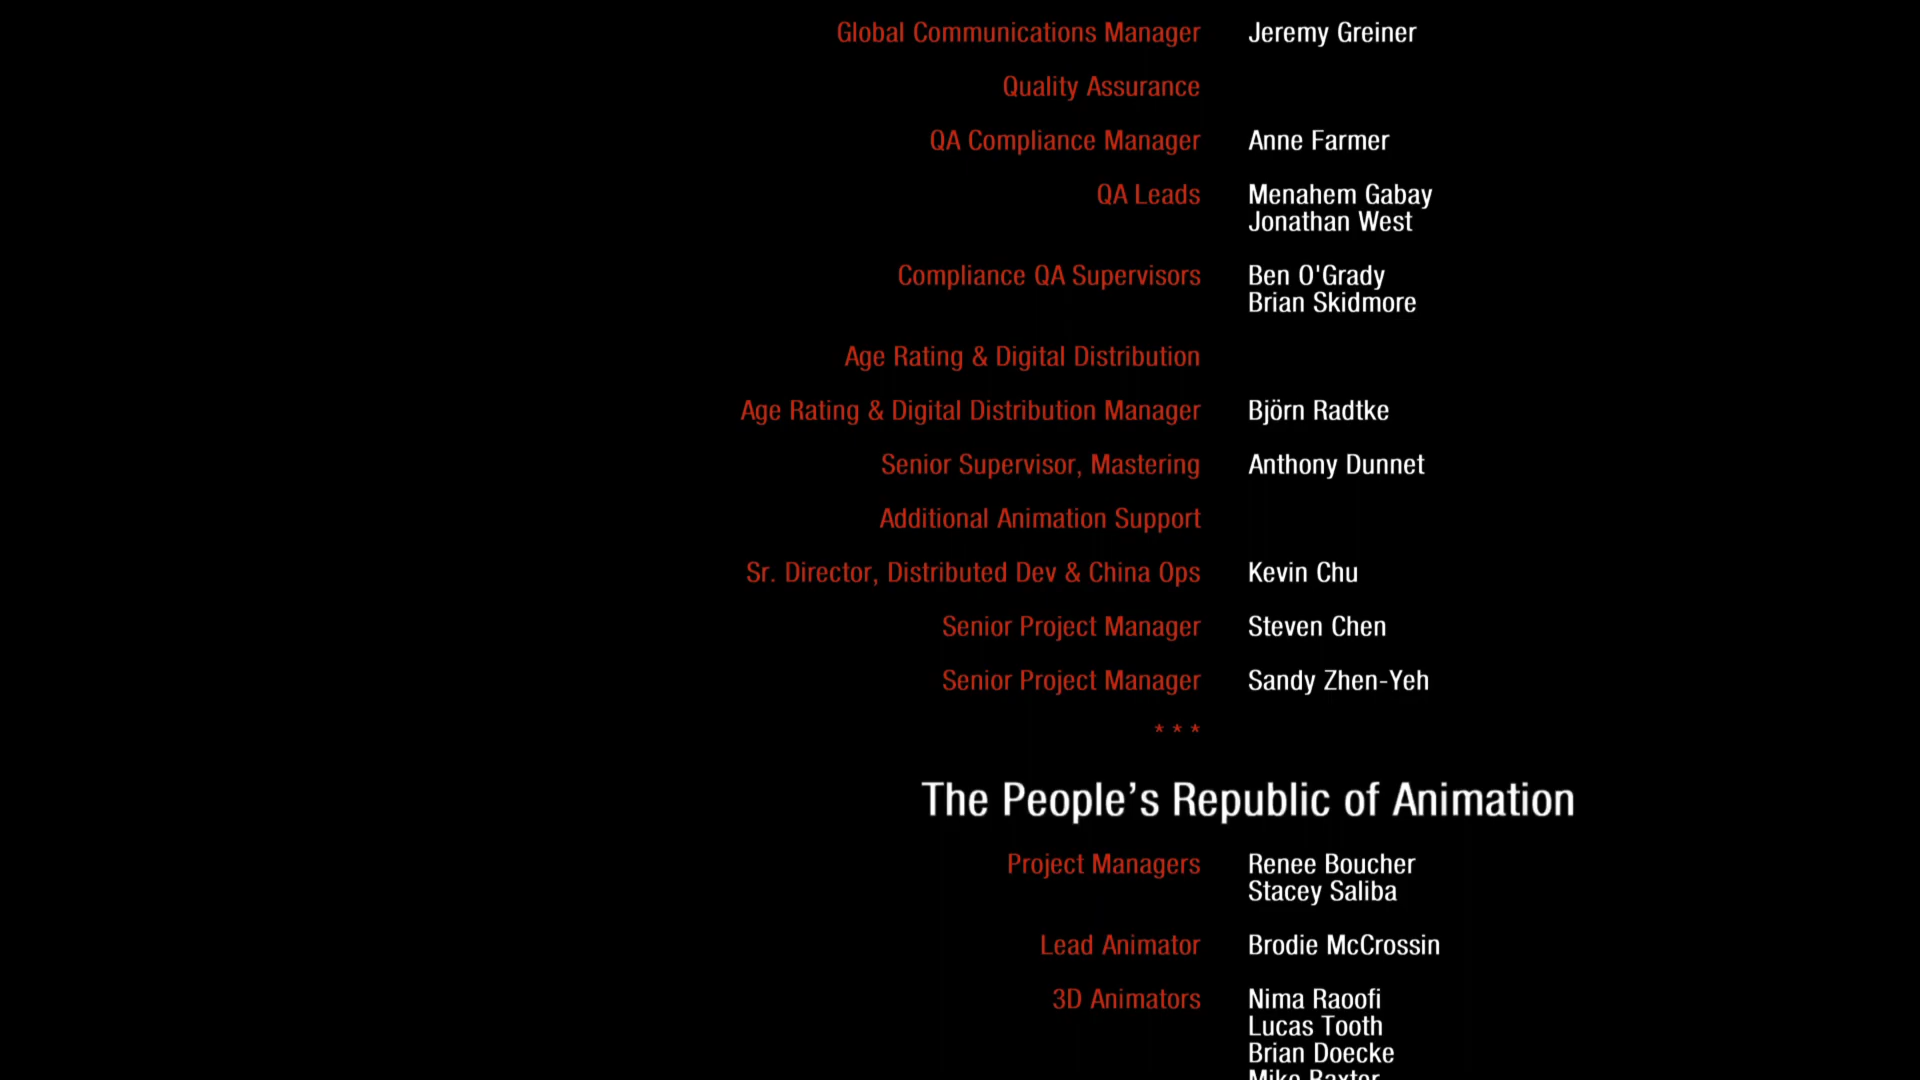 Global Communications Manager Jeremy Greiner
Quality Assurance
QA Compliance Manager Anne Farmer
QA Leads Menahem Gabay
Jonathan West
Compliance QA Supervisors Ben O'Grady
Brian Skidmore
Age Rating & Digital Distribution
Age Rating & Digital Distribution Manager Björn Radtke
Senior Supervisor, Mastering Anthony Dunnet
Additional Animation Support
Sr. Director, Distributed Dev & China Ops Kevin Chu
Senior Project Manager Steven Chen
Senior Project Manager Sandy Zhen-Yeh
* * *
The People’s Republic of Animation
Project Managers Renee Boucher
Stacey Saliba
Lead Animator Brodie McCrossin
3D Animators Nima Raoofi
Lucas Tooth
Brian Doecke
Mike Baxter